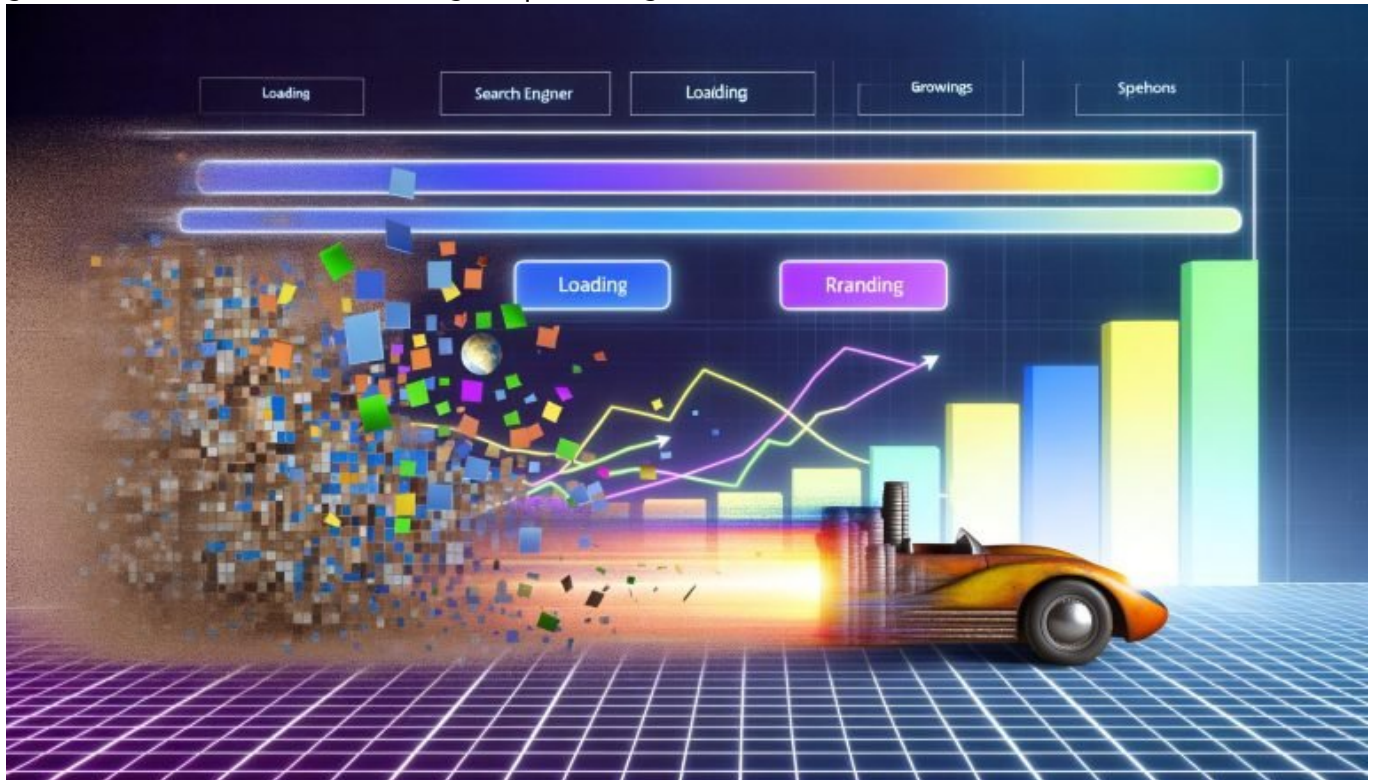 Loading
Search Engner
Loaiding
Growings
Spehons
Loading
Rranding